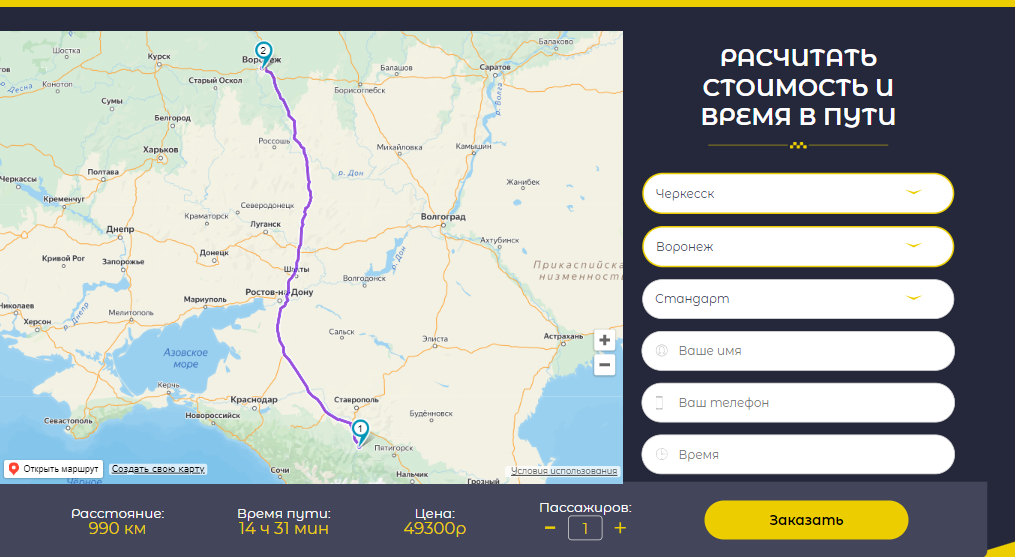 Шостка
Курск
Воронеж
2
Балашов
Саратов
Балаково
Конотоп
Старый Оскол
Борисоглебск
р. Десна
р. Волга
Сумы
Белгород
Харьков
Россошь
Михайловка
Камышин
Полтава
р. Дон
Черкассы
Кременчуг
Жанибек
Северодонецк
Краматорск
Луганск
Волгоград
Днепр
Ахтубинск
Донецк
Кривой Рог
Запорожье
Шахты
Волгодонск
р. Дон
Прикаспийска
низменност
Ростов-на-Дону
Мариуполь
Николаев
Мелитополь
Херсон
р. Днепр
Сальск
Элиста
Астрахань
Азовское
море
Керчь
Краснодар
Ставрополь
Будённовск
Севастополь
Новороссийск
1
Пятигорск
Сочи
Нальчик
Грозный
Чёрное
Открыть маршрут
Создать свою карту
Условия использования
РАСЧИТАТЬ
СТОИМОСТЬ И
ВРЕМЯ В ПУТИ
Черкесск
Воронеж
Стандарт
Ваше имя
Ваш телефон
Время
Расстояние:
990 км
Время пути:
14 ч 31 мин
Цена:
49300р
Пассажиров:
− 1 +
Заказать